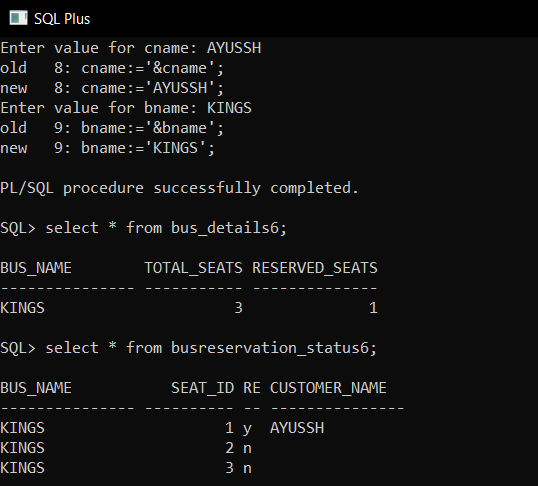 SQL Plus
Enter value for cname: AYUSSH
old   8: cname:='&cname';
new   8: cname:='AYUSSH';
Enter value for bname: KINGS
old   9: bname:='&bname';
new   9: bname:='KINGS';
PL/SQL procedure successfully completed.
SQL> select * from bus_details6;
BUS_NAME        TOTAL_SEATS RESERVED_SEATS
--------------- ----------- --------------
KINGS                     3              1
SQL> select * from busreservation_status6;
BUS_NAME           SEAT_ID RE CUSTOMER_NAME
--------------- ---------- -- ---------------
KINGS                    1 y  AYUSSH
KINGS                    2 n
KINGS                    3 n